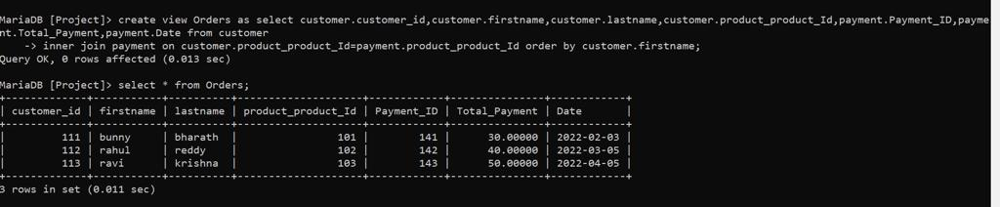 MariaDB [Project]> create view Orders as select customer.customer_id,customer.firstname,customer.lastname,customer.product_product_Id,payment.Payment_ID,payme
nt.Total_Payment,payment.Date from customer
    -> inner join payment on customer.product_product_Id=payment.product_product_Id order by customer.firstname;
Query OK, 0 rows affected (0.013 sec)
MariaDB [Project]> select * from Orders;
+-------------+-----------+----------+--------------------+------------+---------------+------------+
| customer_id | firstname | lastname | product_product_Id | Payment_ID | Total_Payment | Date       |
+-------------+-----------+----------+--------------------+------------+---------------+------------+
|         111 | bunny     | bharath  |                101 |        141 |      30.00000 | 2022-02-03 |
|         112 | rahul     | reddy    |                102 |        142 |      40.00000 | 2022-03-05 |
|         113 | ravi      | krishna  |                103 |        143 |      50.00000 | 2022-04-05 |
+-------------+-----------+----------+--------------------+------------+---------------+------------+
3 rows in set (0.011 sec)